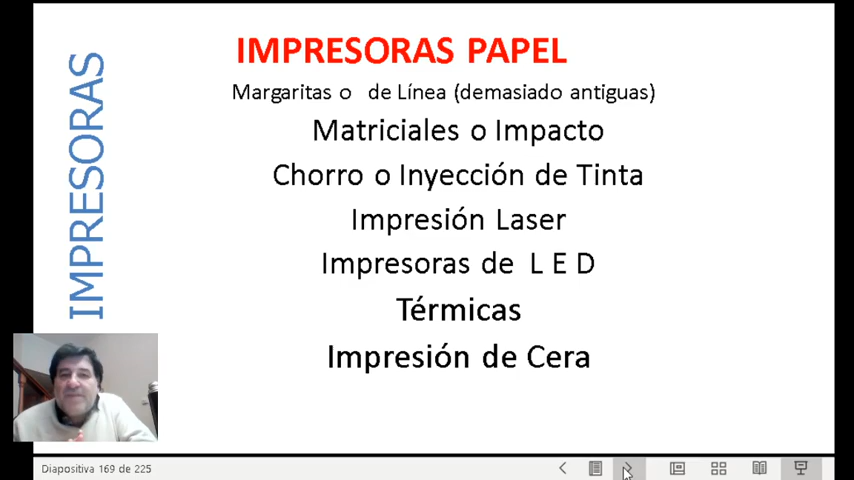 IMPRESORAS
IMPRESORAS PAPEL
Margaritas o de Línea (demasiado antiguas)
Matriciales o Impacto
Chorro o Inyección de Tinta
Impresión Laser
Impresoras de L E D
Térmicas
Impresión de Cera
Diapositiva 169 de 225